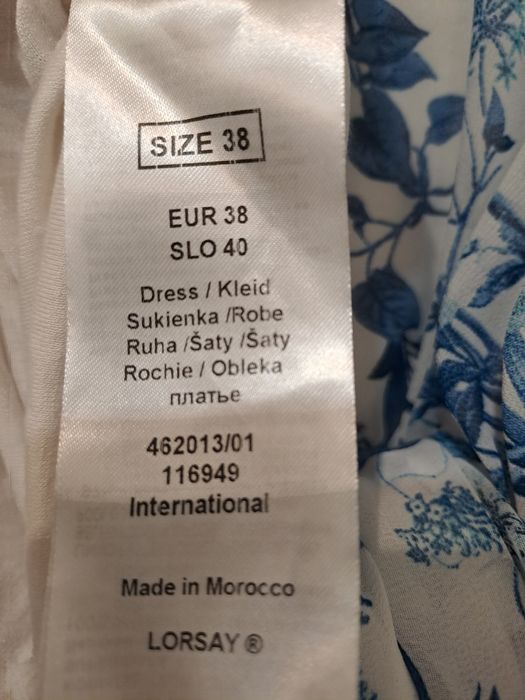 SIZE 38
EUR 38
SLO 40
Dress / Kleid
Sukienka /Robe
Ruha /Šaty /Šaty
Rochie / Obleka
платье
462013/01
116949
International
Made in Morocco
LORSAY ®